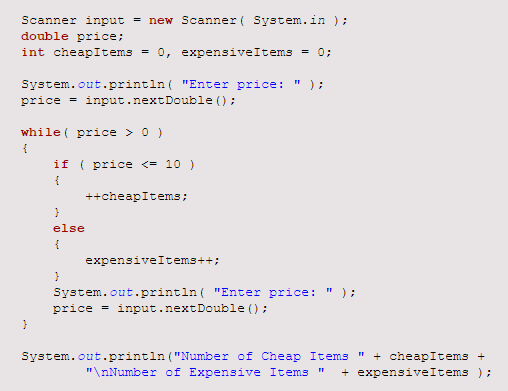 Scanner input = new Scanner( System.in );
double price;
int cheapItems = 0, expensiveItems = 0;

System.out.println( "Enter price: " );
price = input.nextDouble();

while( price > 0 )
{
    if ( price <= 10 )
    {
        ++cheapItems;
    }
    else
    {
        expensiveItems++;
    }
    System.out.println( "Enter price: " );
    price = input.nextDouble();
}

System.out.println("Number of Cheap Items " + cheapItems +
        "\nNumber of Expensive Items "  + expensiveItems );